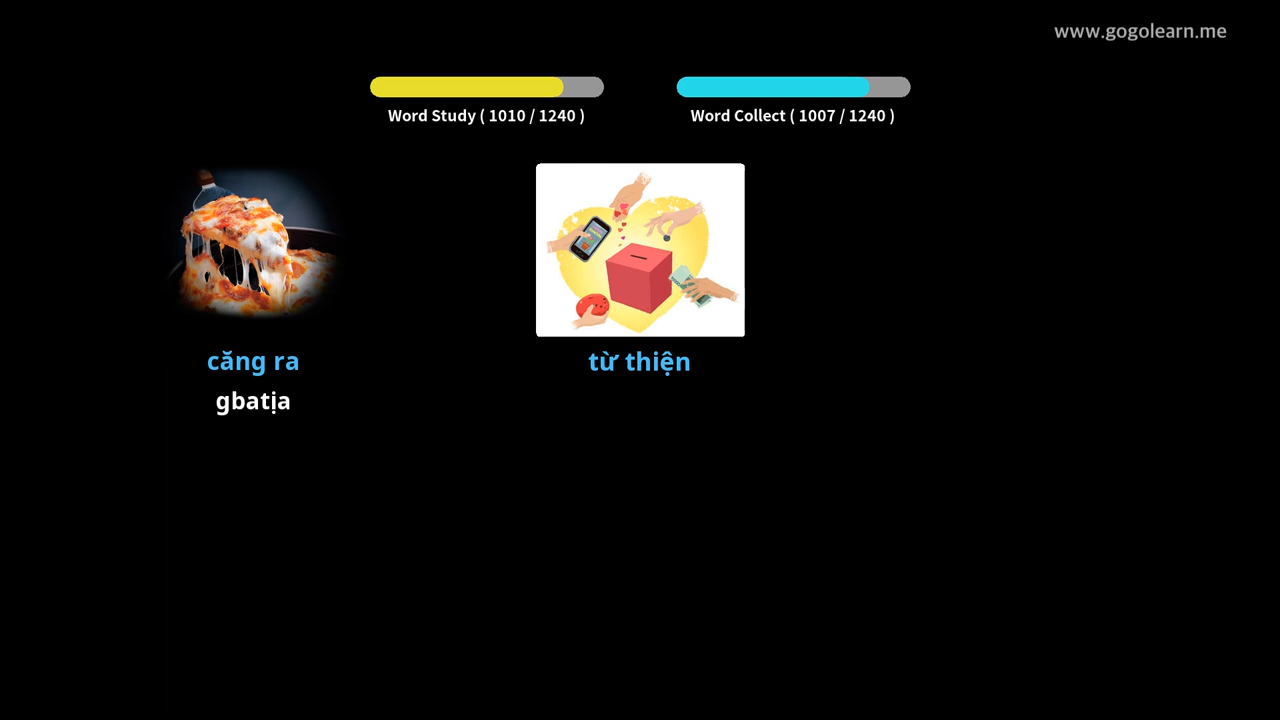 www.gogolearn.me
Word Study ( 1010 / 1240 )
Word Collect ( 1007 / 1240 )
căng ra
gbatịa
từ thiện